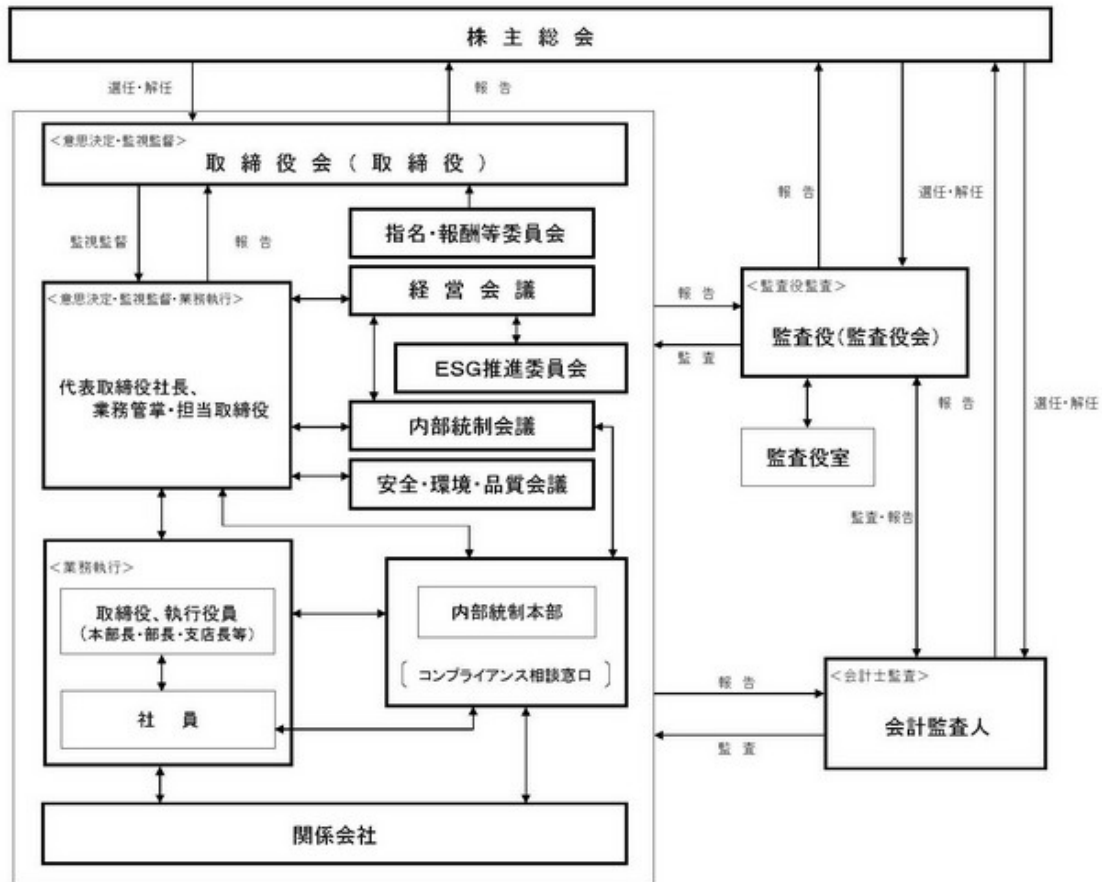 株主総会
選任・解任
報告
報告
選任・解任
報告
選任・解任
<意思決定・監視監督>
取締役会(取締役)
監視監督
報告
指名・報酬等委員会
<意思決定・監視監督・業務執行>
代表取締役社長、
業務管掌・担当取締役
経営会議
ESG推進委員会
内部統制会議
安全・環境・品質会議
報告
監査
<監査役監査>
監査役(監査役会)
監査役室
監査・報告
<業務執行>
取締役、執行役員
(本部長・部長・支店長等)
社員
内部統制本部
〔コンプライアンス相談窓口〕
報告
監査
<会計士監査>
会計監査人
関係会社